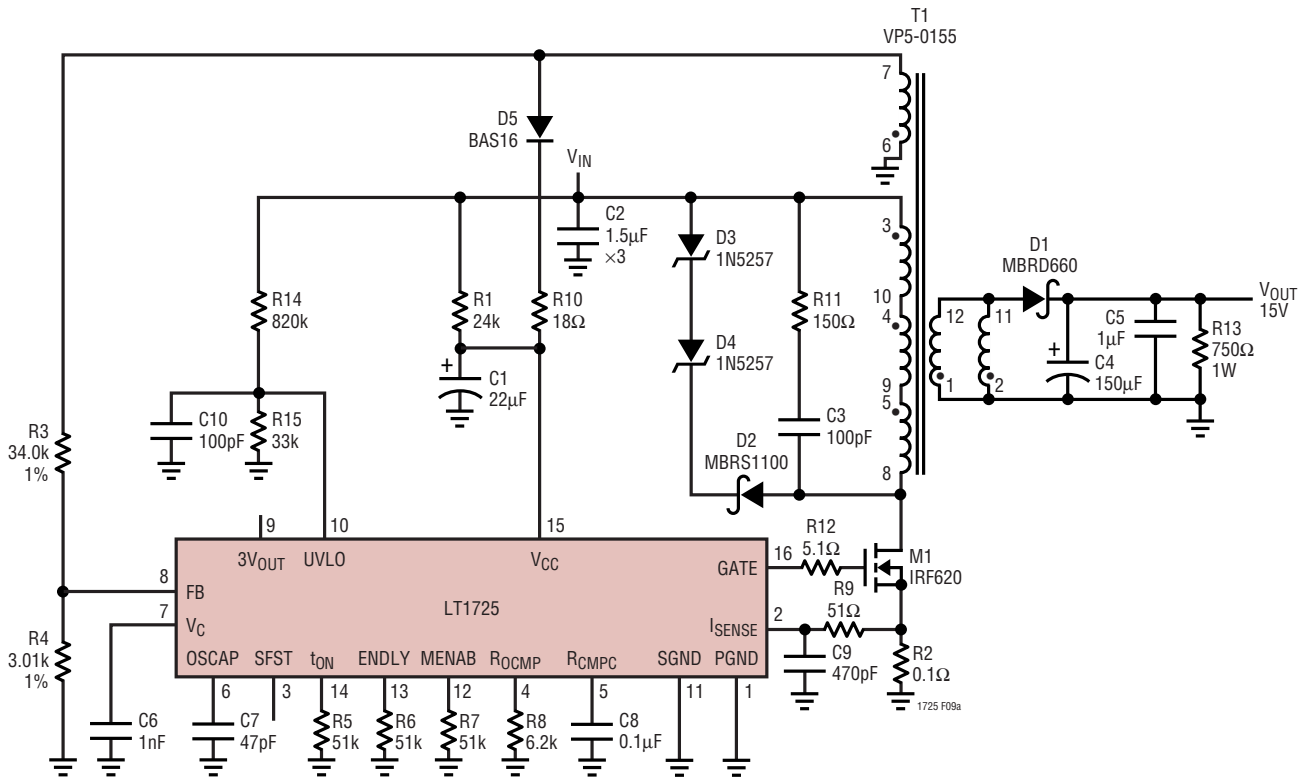 T1
VP5-0155
7
6
D5
BAS16
VIN
C2
1.5µF
×3
D3
1N5257
D4
1N5257
R14
820k
R1
24k
R10
18Ω
R11
150Ω
3
10
4
9
5
8
12
1
11
2
D1
MBRD660
VOUT
15V
C5
1µF
R13
750Ω
1W
+
C4
150µF
+
C1
22µF
C10
100pF
R15
33k
C3
100pF
D2
MBRS1100
R3
34.0k
1%
9
10
15
3VOUT
UVLO
VCC
R12
5.1Ω
16
GATE
M1
IRF620
8
FB
7
VC
LT1725
R9
51Ω
2
ISENSE
R4
3.01k
1%
OSCAP
SFST
tON
ENDLY
MENAB
ROCMP
RCMPC
SGND
PGND
C9
470pF
R2
0.1Ω
6
3
14
13
12
4
5
11
1
C6
1nF
C7
47pF
R5
51k
R6
51k
R7
51k
R8
6.2k
C8
0.1µF
1725 F09a